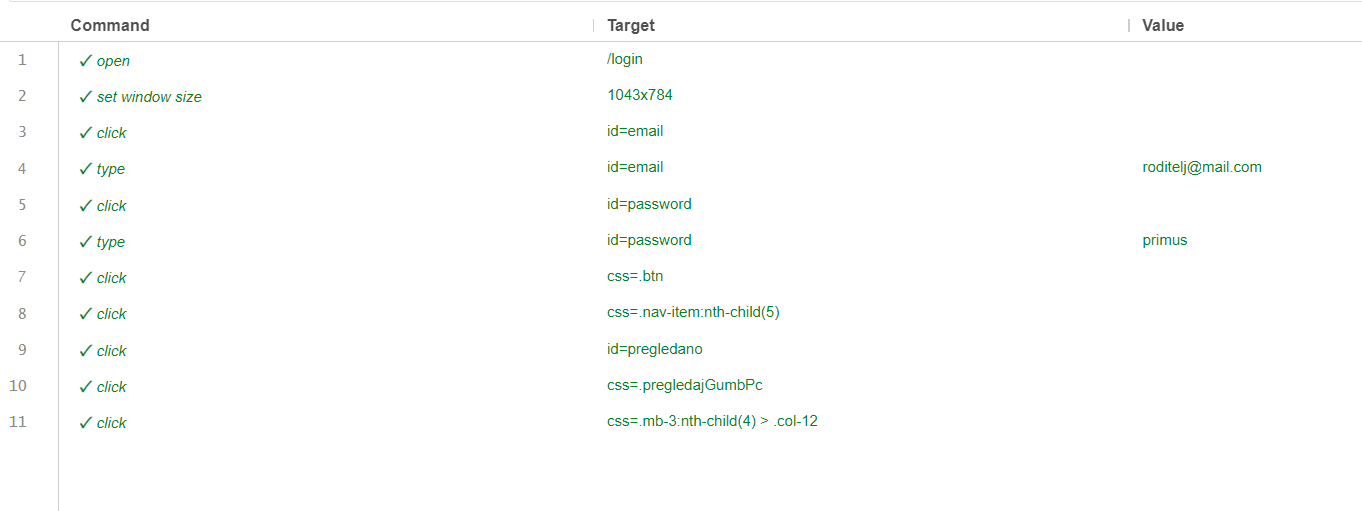 Command Target Value
1 ✓ open /login
2 ✓ set window size 1043x784
3 ✓ click id=email
4 ✓ type id=email roditelj@mail.com
5 ✓ click id=password
6 ✓ type id=password primus
7 ✓ click css=.btn
8 ✓ click css=.nav-item:nth-child(5)
9 ✓ click id=pregledano
10 ✓ click css=.pregledajGumbPc
11 ✓ click css=.mb-3:nth-child(4) > .col-12